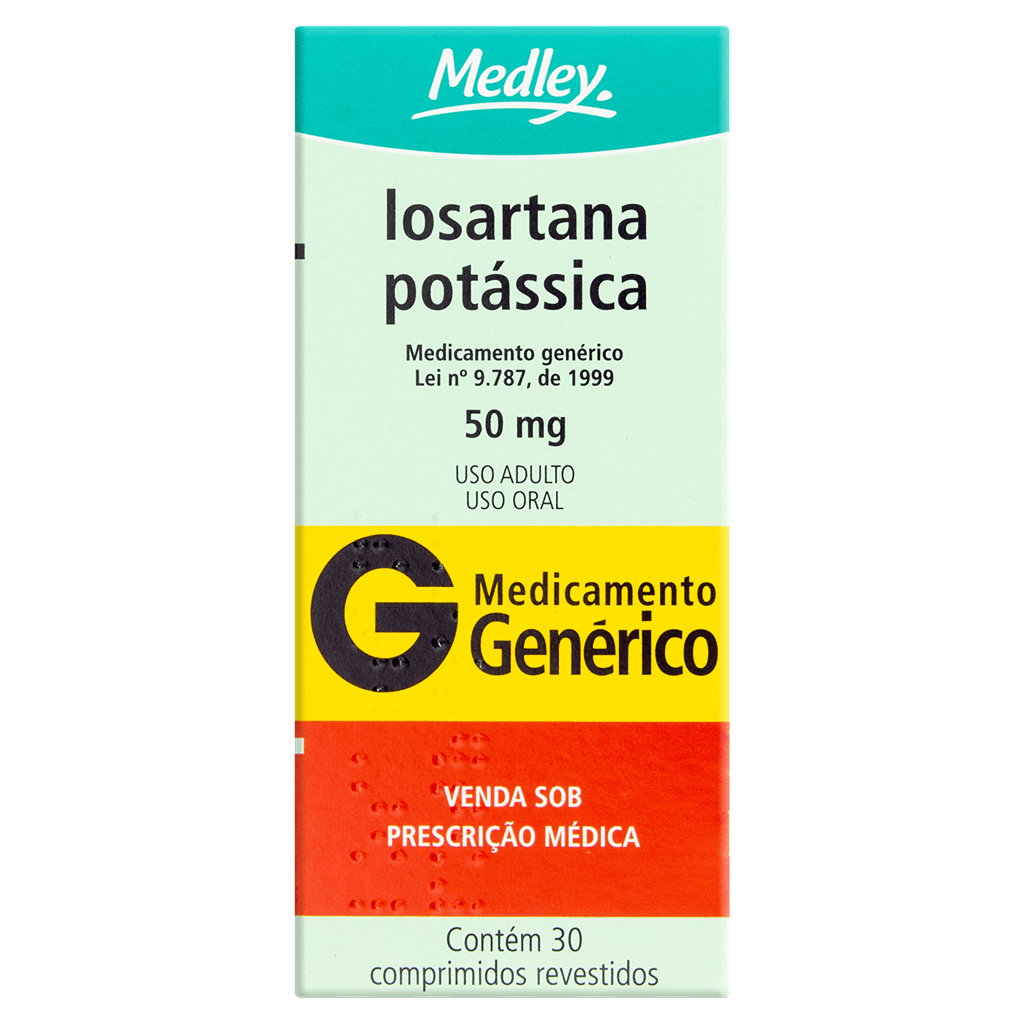 Medley.
losartana
potássica
Medicamento genérico
Lei nº 9.787, de 1999
50 mg
USO ADULTO
USO ORAL
G Medicamento
Genérico
VENDA SOB
PRESCRIÇÃO MÉDICA
Contém 30
comprimidos revestidos